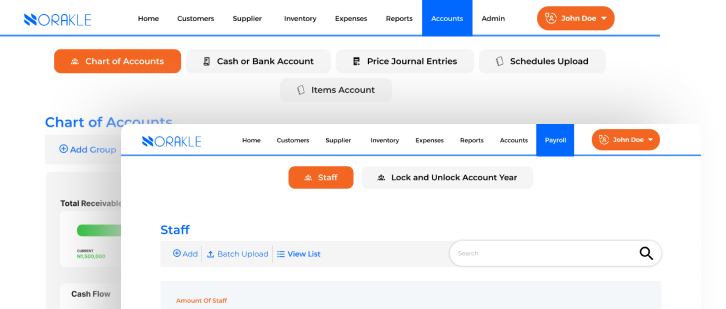 NORAKLE Home Customers Supplier Inventory Expenses Reports Accounts Admin John Doe
Chart of Accounts Cash or Bank Account Price Journal Entries Schedules Upload
Items Account
Chart of Accounts
Add Group
Total Receivable
CURRENT
N1,500,000
Cash Flow
NORAKLE Home Customers Supplier Inventory Expenses Reports Accounts Payroll John Doe
Staff Lock and Unlock Account Year
Staff
Add Batch Upload View List Search
Amount Of Staff